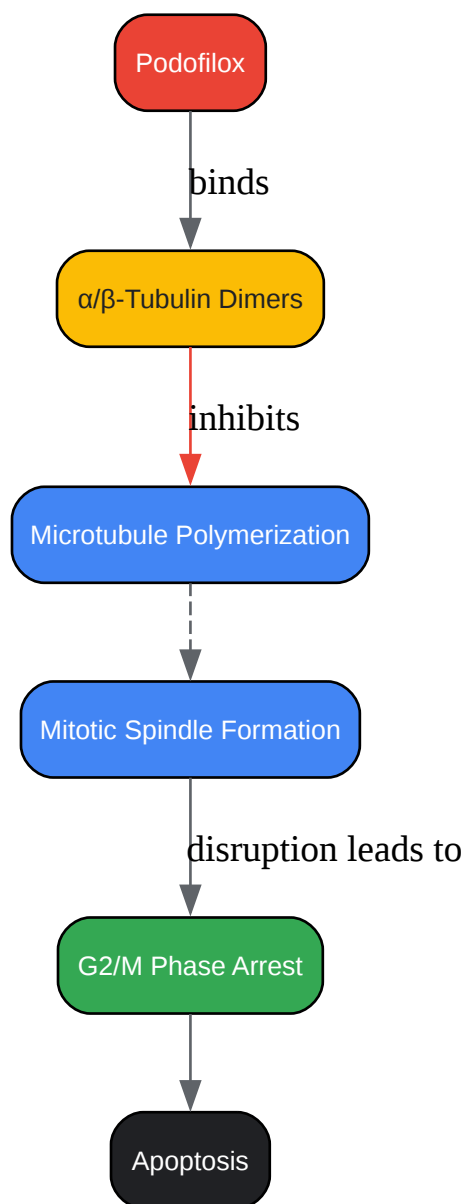 Podofilox
binds
α/β-Tubulin Dimers
inhibits
Microtubule Polymerization
Mitotic Spindle Formation
disruption leads to
G2/M Phase Arrest
Apoptosis